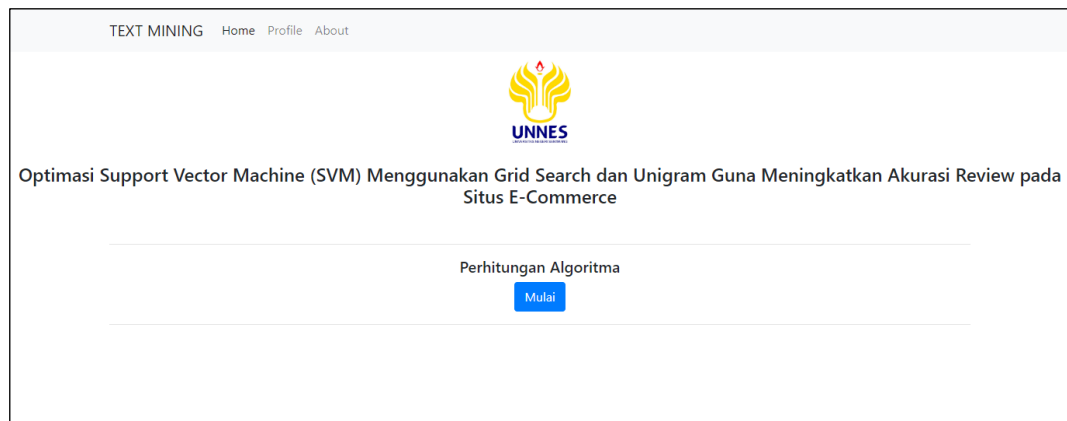 TEXT MINING Home Profile About
UNNES
Optimasi Support Vector Machine (SVM) Menggunakan Grid Search dan Unigram Guna Meningkatkan Akurasi Review pada
Situs E-Commerce
Perhitungan Algoritma
Mulai